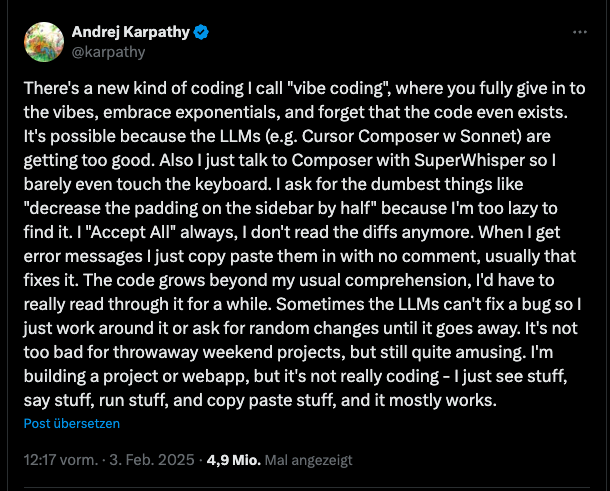 Andrej Karpathy
@karpathy
There's a new kind of coding I call "vibe coding", where you fully give in to
the vibes, embrace exponentials, and forget that the code even exists.
It's possible because the LLMs (e.g. Cursor Composer w Sonnet) are
getting too good. Also I just talk to Composer with SuperWhisper so I
barely even touch the keyboard. I ask for the dumbest things like
"decrease the padding on the sidebar by half" because I'm too lazy to
find it. I "Accept All" always, I don't read the diffs anymore. When I get
error messages I just copy paste them in with no comment, usually that
fixes it. The code grows beyond my usual comprehension, I'd have to
really read through it for a while. Sometimes the LLMs can't fix a bug so I
just work around it or ask for random changes until it goes away. It's not
too bad for throwaway weekend projects, but still quite amusing. I'm
building a project or webapp, but it's not really coding - I just see stuff,
say stuff, run stuff, and copy paste stuff, and it mostly works.
Post übersetzen
12:17 vorm. · 3. Feb. 2025 · 4,9 Mio. Mal angezeigt